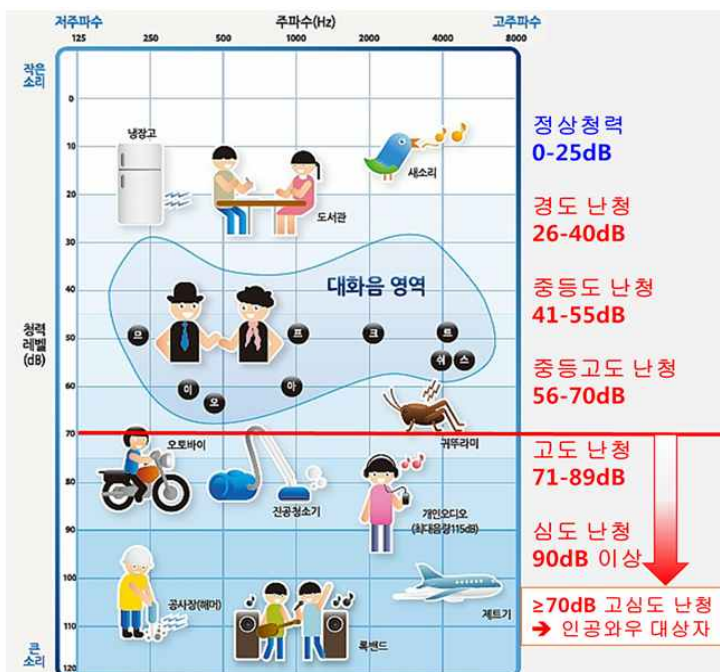 저주파수 주파수(Hz) 고주파수
125 250 500 1000 2000 4000 8000
작은
소리
0
10
20
30
40
50
60
70
80
90
100
110
120
청력
레벨
(dB)
큰
소리
냉장고
도서관
새소리
대화음 영역
므 프 크 트
쉬 스
이 오 아
귀뚜라미
오토바이
진공청소기
개인오디오
(최대음량115dB)
공사장(해머)
록밴드
제트기
정상청력
0-25dB
경도 난청
26-40dB
중등도 난청
41-55dB
중등고도 난청
56-70dB
고도 난청
71-89dB
심도 난청
90dB 이상
≥70dB 고심도 난청
➔ 인공와우 대상자